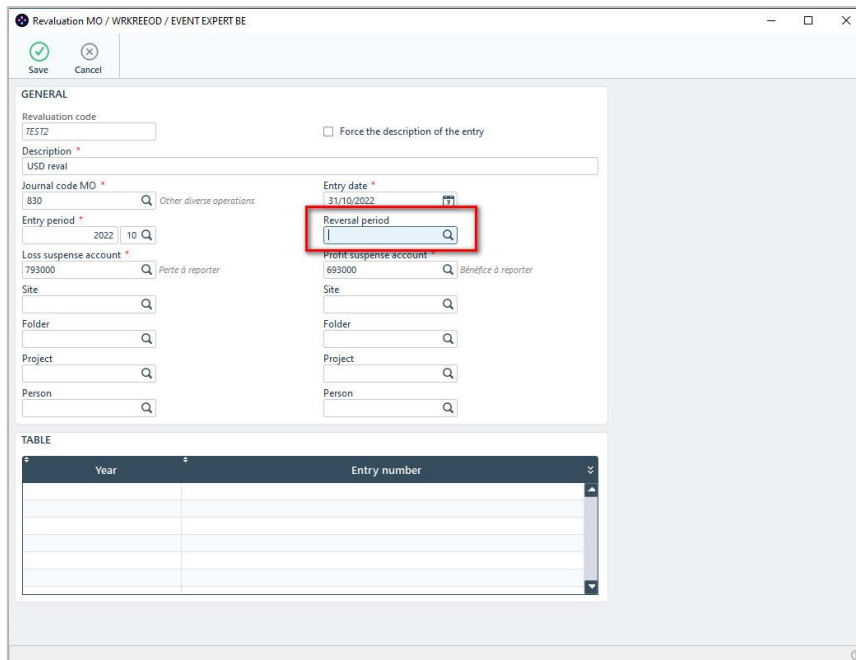 Revaluation MO / WRKREEOD / EVENT EXPERT BE
Save Cancel
GENERAL
Revaluation code
TEST2 Force the description of the entry
Description *
USD reval
Journal code MO * Entry date *
830 Other diverse operations 31/10/2022
Entry period * Reversal period
2022 10
Loss suspense account * Profit suspense account *
793000 Perte à reporter 693000 Bénéfice à reporter
Site Site
Folder Folder
Project Project
Person Person
TABLE
Year Entry number